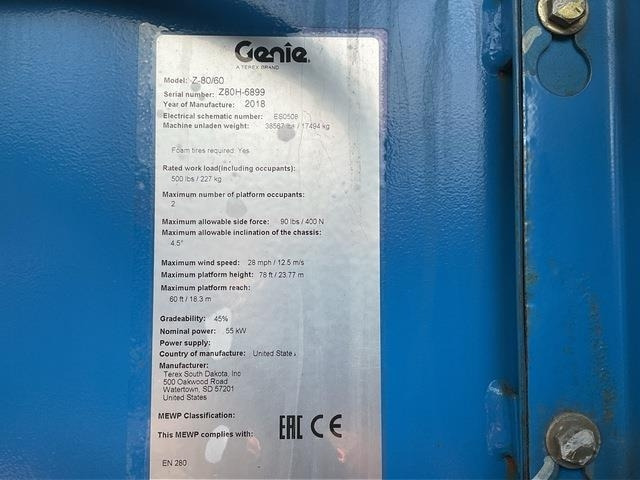 Genie
A TEREX BRAND
Model: Z-80/60
Serial number: Z80H-6899
Year of Manufacture: 2018
Electrical schematic number: ES0508
Machine unladen weight: 38567 lbs / 17494 kg
Foam tires required: Yes
Rated work load(including occupants):
500 lbs / 227 kg
Maximum number of platform occupants:
2
Maximum allowable side force: 90 lbs / 400 N
Maximum allowable inclination of the chassis:
4.5°
Maximum wind speed: 28 mph / 12.5 m/s
Maximum platform height: 78 ft / 23.77 m
Maximum platform reach:
60 ft / 18.3 m
Gradeability: 45%
Nominal power: 55 kW
Power supply:
Country of manufacture: United States
Manufacturer:
Terex South Dakota, Inc
500 Oakwood Road
Watertown, SD 57201
United States
MEWP Classification:
This MEWP complies with: EAC CE
EN 280